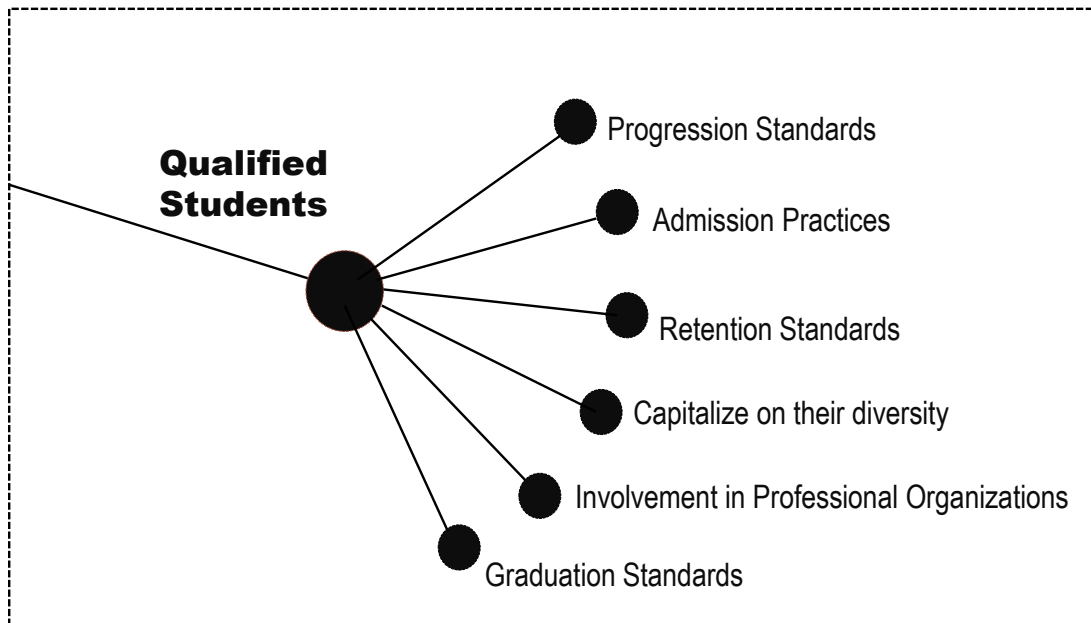 Qualified
Students
Progression Standards
Admission Practices
Retention Standards
Capitalize on their diversity
Involvement in Professional Organizations
Graduation Standards